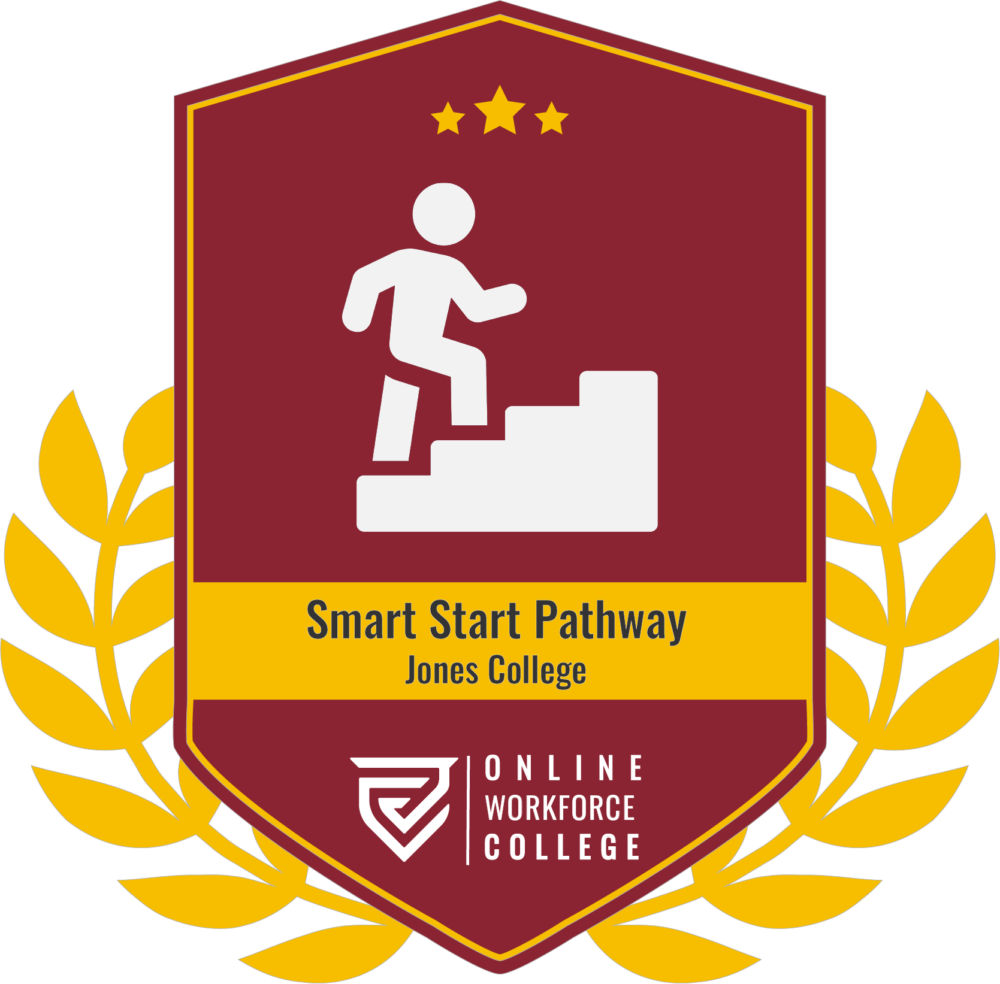 Smart Start Pathway
Jones College
ONLINE
WORKFORCE
COLLEGE